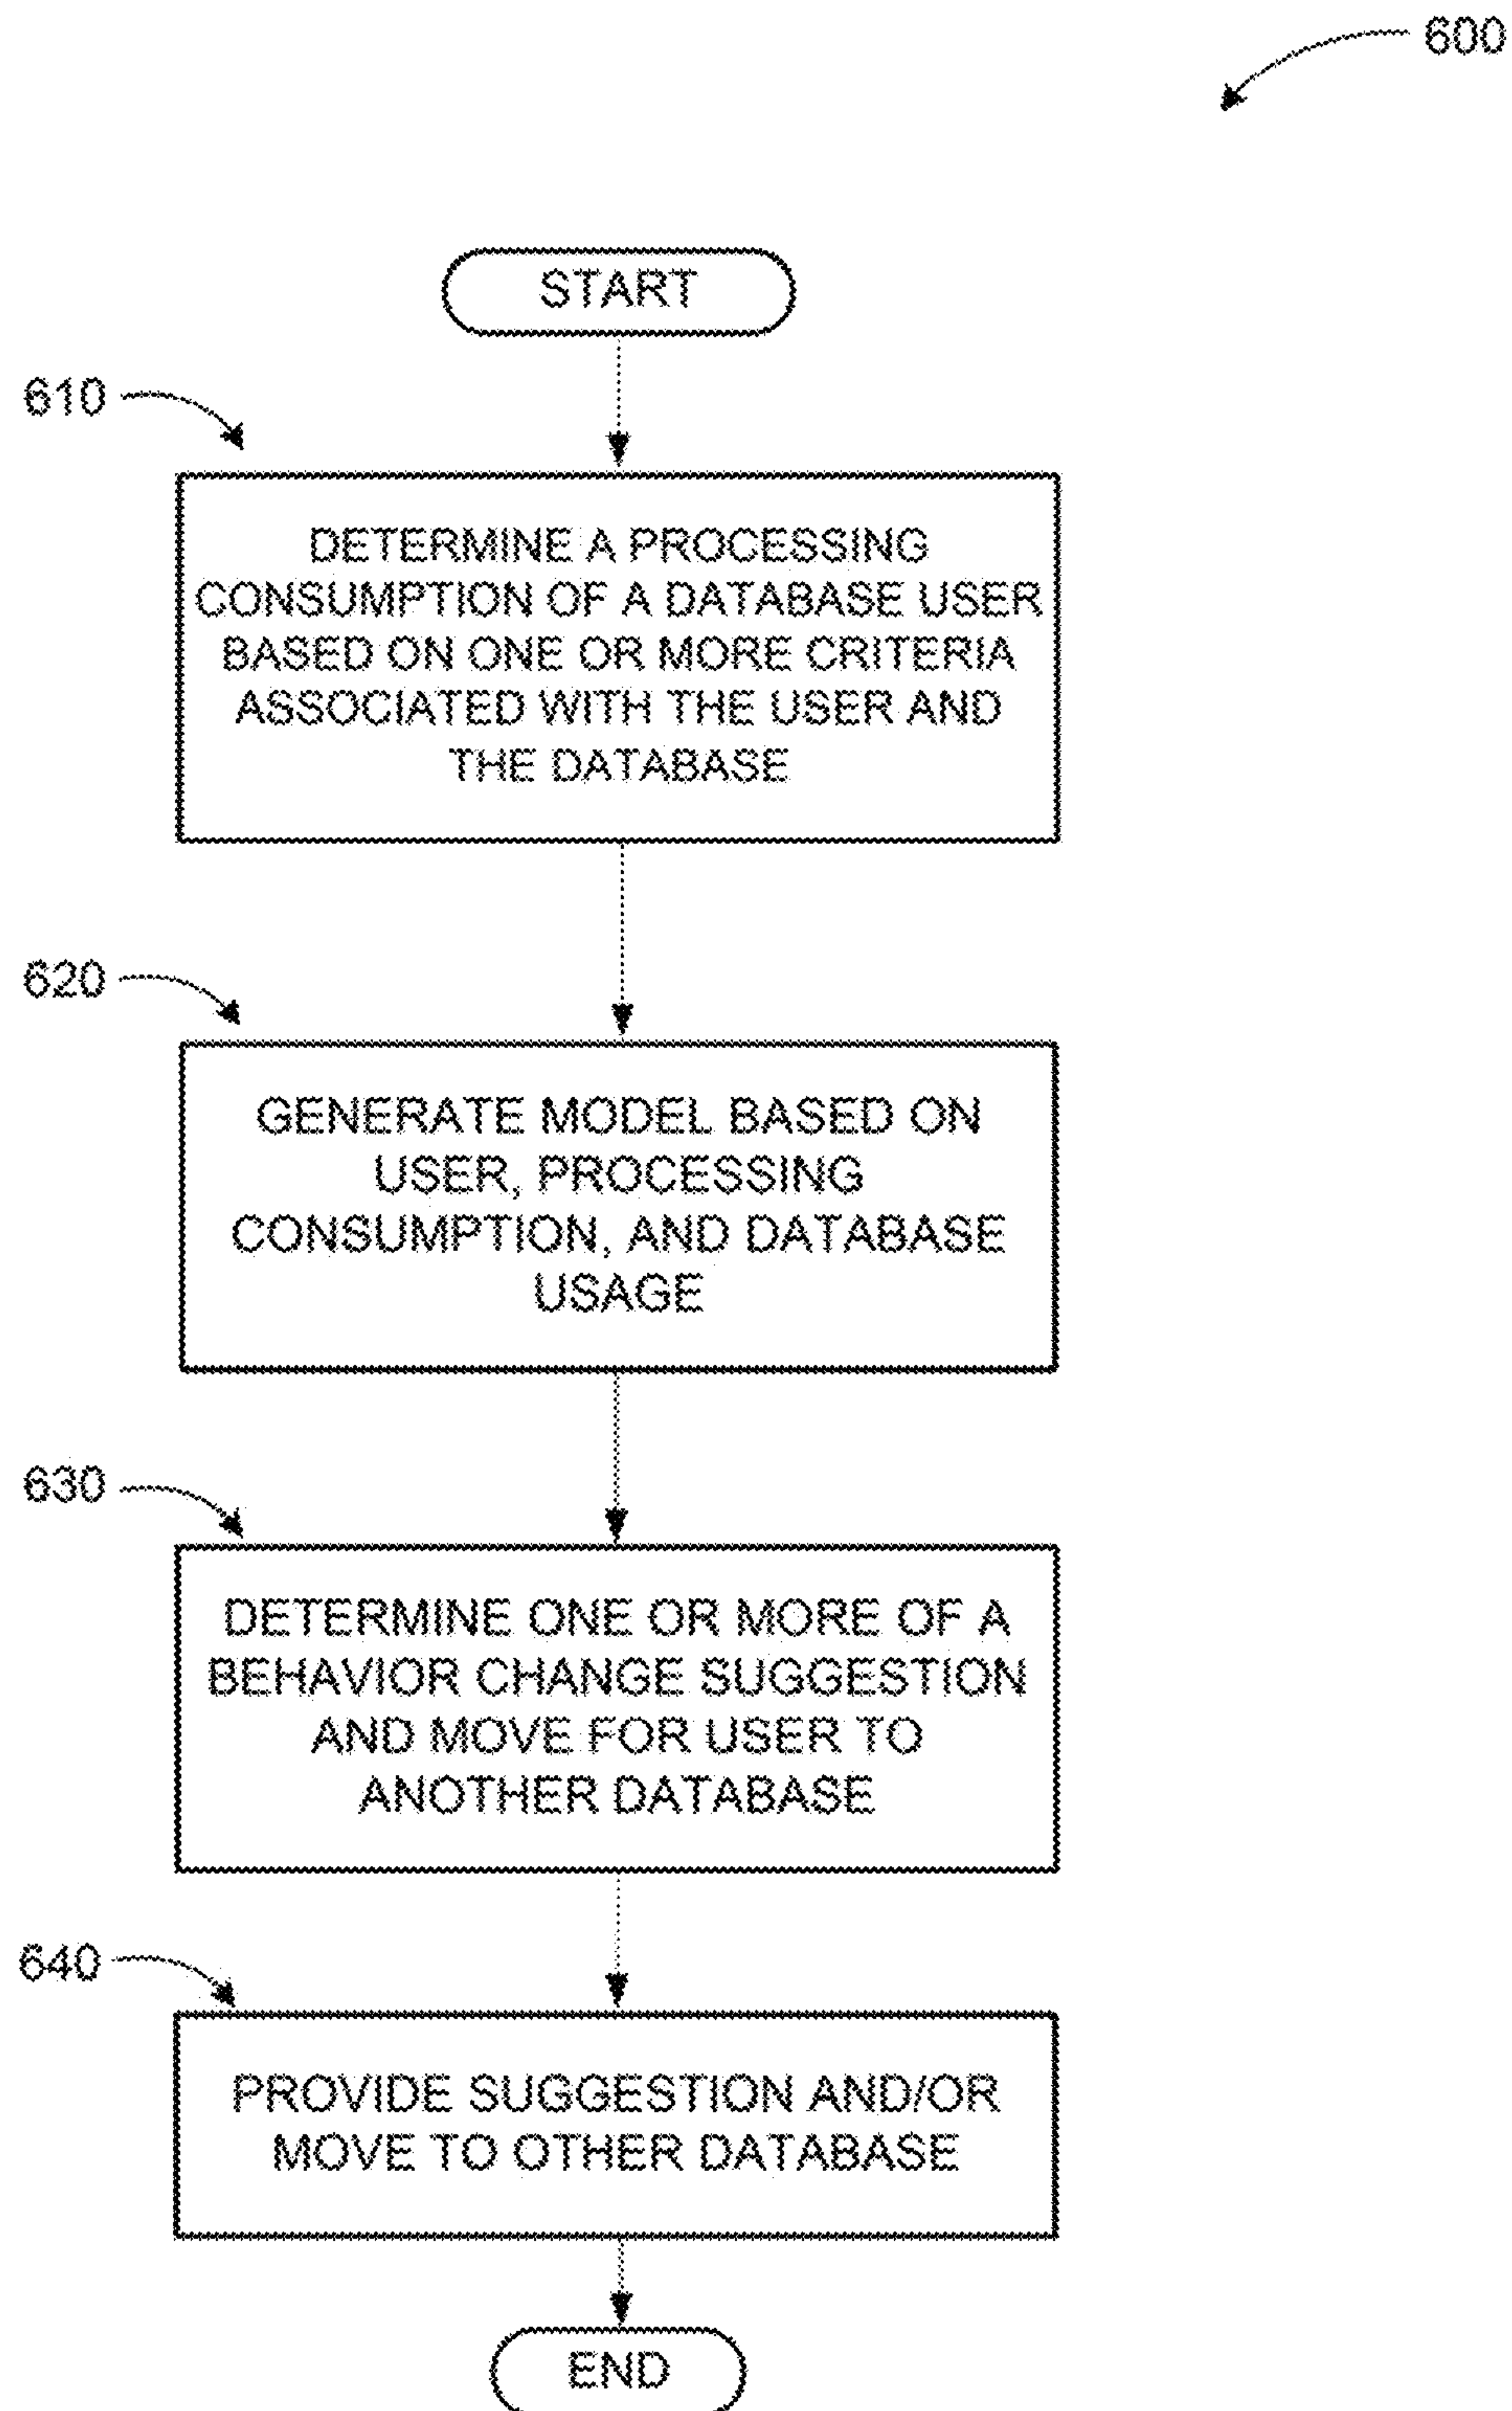 600
START
610
DETERMINE A PROCESSING
CONSUMPTION OF A DATABASE USER
BASED ON ONE OR MORE CRITERIA
ASSOCIATED WITH THE USER AND
THE DATABASE
620
GENERATE MODEL BASED ON
USER, PROCESSING
CONSUMPTION, AND DATABASE
USAGE
630
DETERMINE ONE OR MORE OF A
BEHAVIOR CHANGE SUGGESTION
AND MOVE FOR USER TO
ANOTHER DATABASE
640
PROVIDE SUGGESTION AND/OR
MOVE TO OTHER DATABASE
END